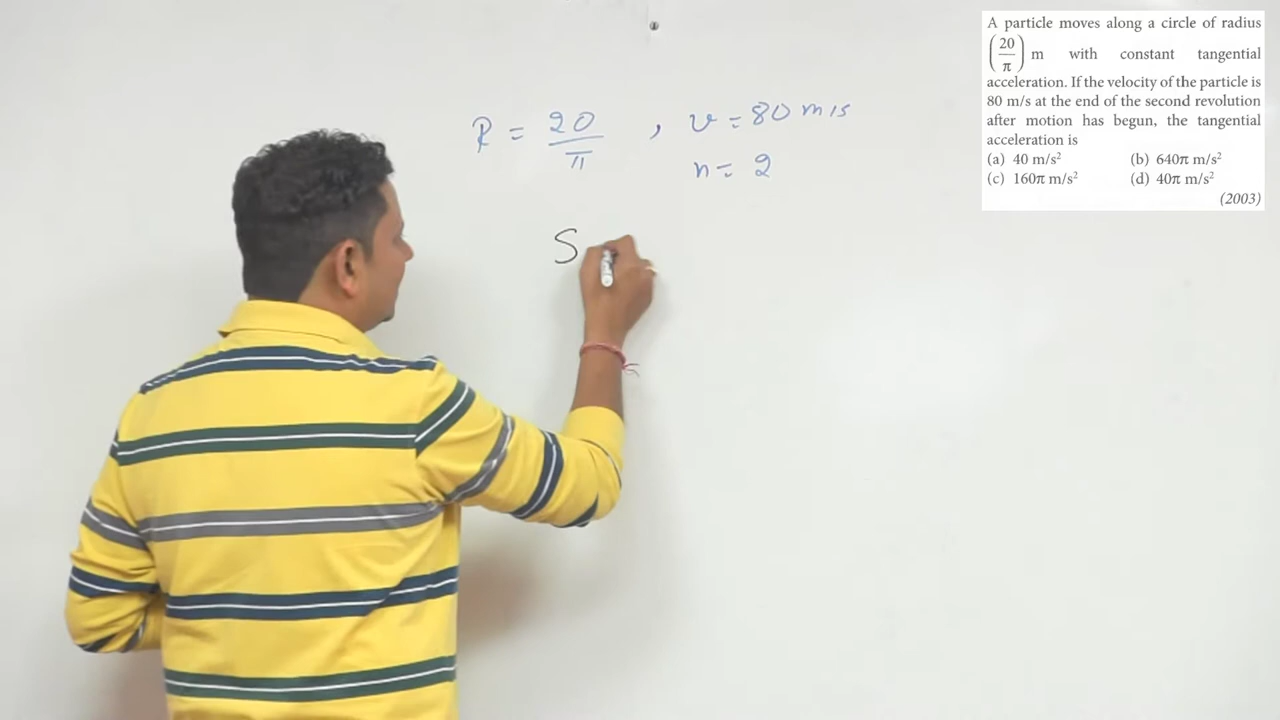 A particle moves along a circle of radius
(20/π) m with constant tangential
acceleration. If the velocity of the particle is
80 m/s at the end of the second revolution
after motion has begun, the tangential
acceleration is
(a) 40 m/s² (b) 640π m/s²
(c) 160π m/s² (d) 40π m/s²
(2003)
R = 20/π , v = 80 m/s
n = 2
S